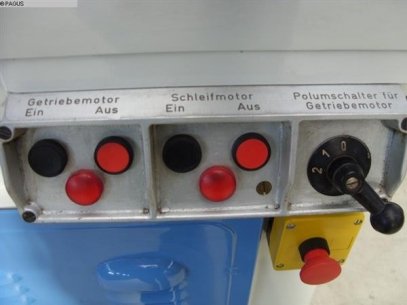 ©PAGUS
Getriebemotor
Ein Aus
Schleifmotor
Ein Aus
Polumschalter für
Getriebemotor
2 1 0